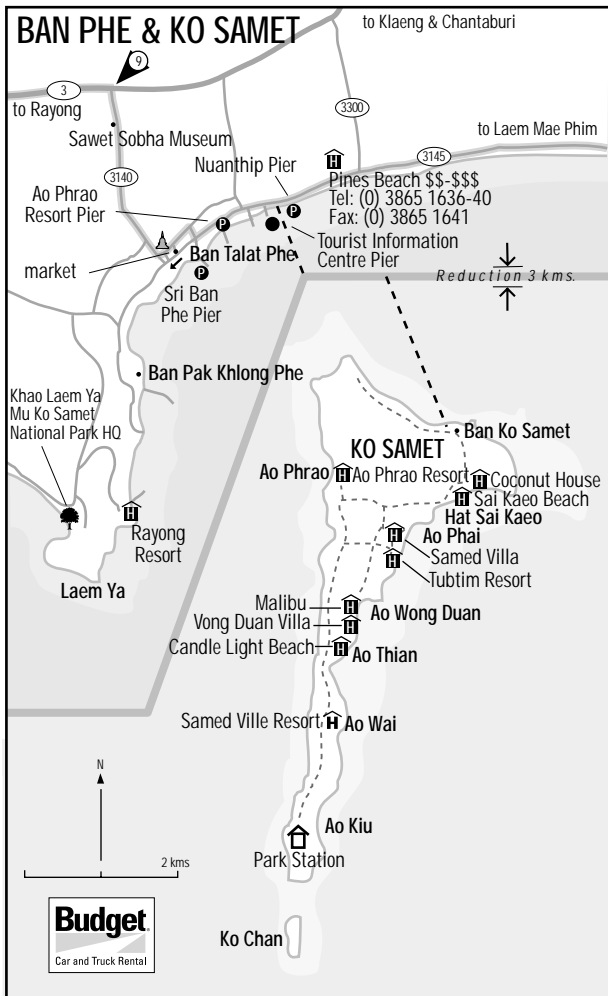 BAN PHE & KO SAMET
to Klaeng & Chantaburi
9
3
to Rayong
3300
Sawet Sobha Museum
to Laem Mae Phim
Nuanthip Pier
3145
3140
Ao Phrao
Resort Pier
Pines Beach $$-$$$
Tel: (0) 3865 1636-40
Fax: (0) 3865 1641
P
P
Tourist Information
Centre Pier
market
Ban Talat Phe
P
Sri Ban
Phe Pier
Reduction 3 kms.
Ban Pak Khlong Phe
Khao Laem Ya
Mu Ko Samet
National Park HQ
Ban Ko Samet
KO SAMET
Ao Phrao
Ao Phrao Resort
Coconut House
Sai Kaeo Beach
Hat Sai Kaeo
Rayong
Resort
Ao Phai
Samed Villa
Tubtim Resort
Laem Ya
Malibu
Ao Wong Duan
Vong Duan Villa
Candle Light Beach
Ao Thian
Samed Ville Resort
Ao Wai
N
Ao Kiu
Park Station
2 kms
Budget.
Car and Truck Rental
Ko Chan